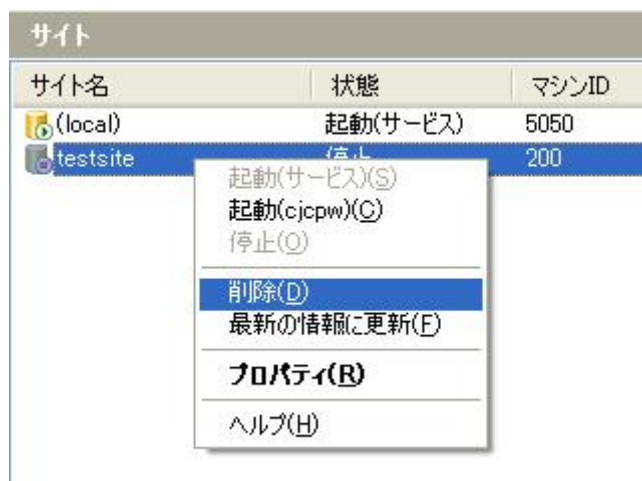 サイト
サイト名 状態 マシンID
(local) 起動(サービス) 5050
testsite 停止 200
起動(サービス)(S)
起動(cjcpw)(C)
停止(O)
削除(D)
最新の情報に更新(F)
プロパティ(R)
ヘルプ(H)